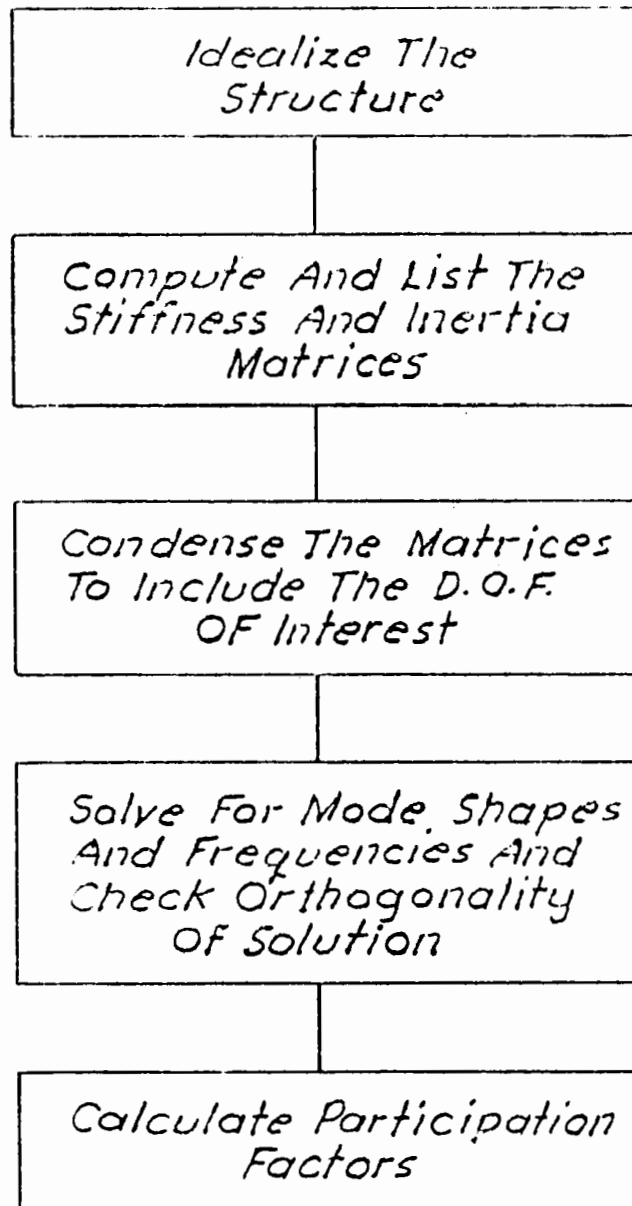 Idealize The
Structure
Compute And List The
Stiffness And Inertia
Matrices
Condense The Matrices
To Include The D.O.F.
OF Interest
Solve For Mode Shapes
And Frequencies And
Check Orthogonality
Of Solution
Calculate Participation
Factors